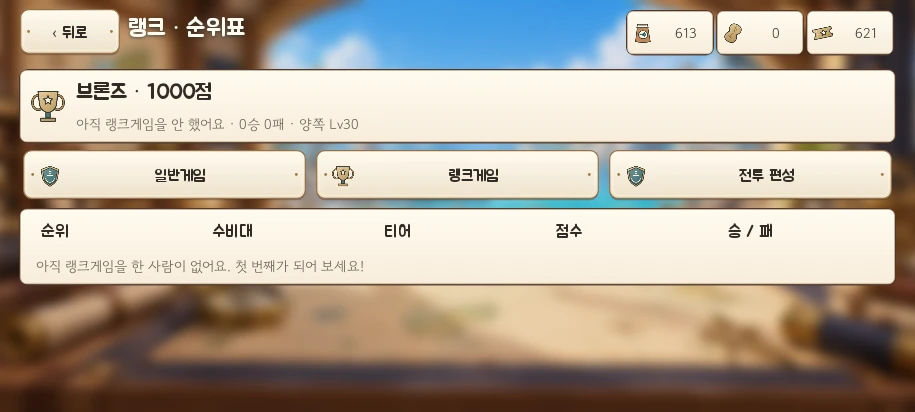 ‹ 뒤로
랭크 · 순위표
613
0
621
브론즈 · 1000점
아직 랭크게임을 안 했어요 · 0승 0패 · 양쪽 Lv30
일반게임
랭크게임
전투 편성
순위 수비대 티어 점수 승 / 패
아직 랭크게임을 한 사람이 없어요. 첫 번째가 되어 보세요!